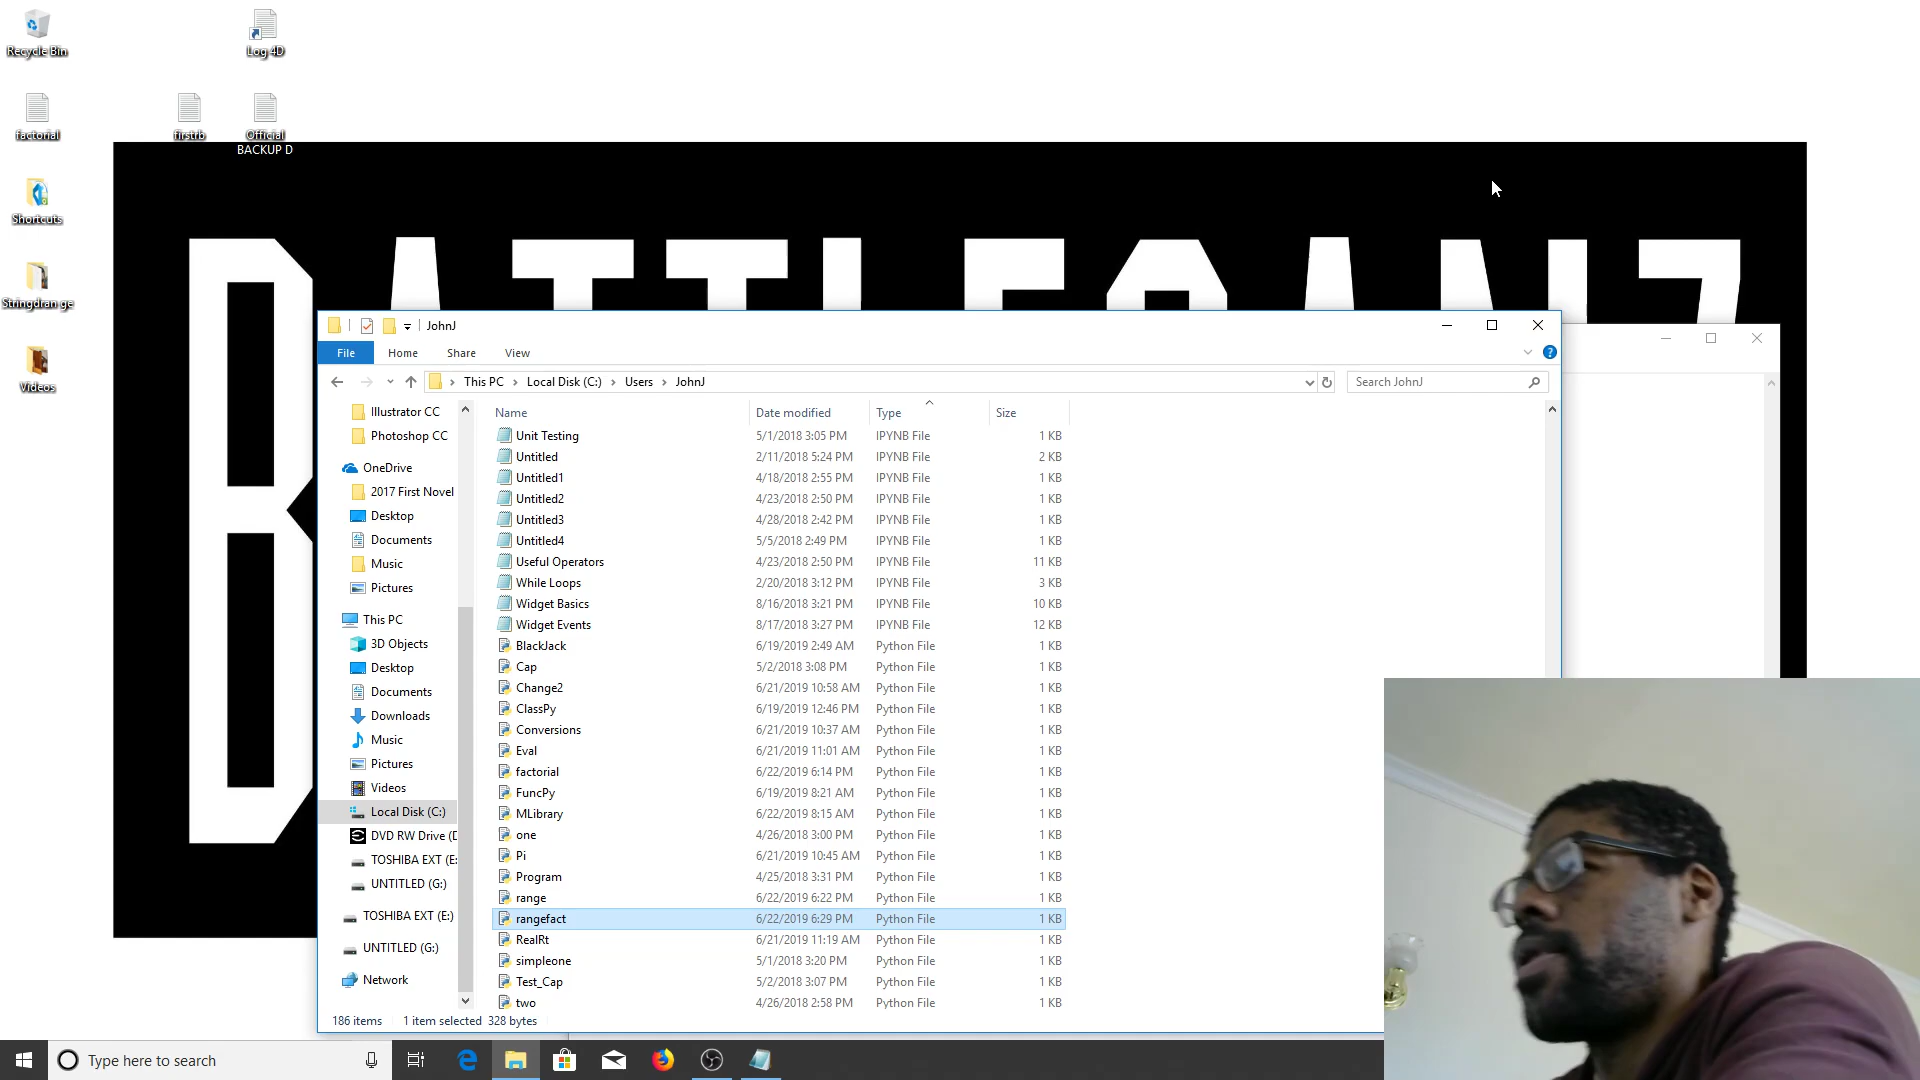 Recycle Bin
Log 4D
factorial
firstrb
Official
BACKUP D
Shortcuts
Stringdran ge
Videos
JohnJ
File Home Share View
This PC > Local Disk (C:) > Users > JohnJ
Search JohnJ
Name Date modified Type Size
Illustrator CC
Photoshop CC
OneDrive
2017 First Novel
Desktop
Documents
Music
Pictures
This PC
3D Objects
Desktop
Documents
Downloads
Music
Pictures
Videos
Local Disk (C:)
DVD RW Drive (D
TOSHIBA EXT (E:
UNTITLED (G:)
TOSHIBA EXT (E:)
UNTITLED (G:)
Network
Unit Testing 5/1/2018 3:05 PM IPYNB File 1 KB
Untitled 2/11/2018 5:24 PM IPYNB File 2 KB
Untitled1 4/18/2018 2:55 PM IPYNB File 1 KB
Untitled2 4/23/2018 2:50 PM IPYNB File 1 KB
Untitled3 4/28/2018 2:42 PM IPYNB File 1 KB
Untitled4 5/5/2018 2:49 PM IPYNB File 1 KB
Useful Operators 4/23/2018 2:50 PM IPYNB File 11 KB
While Loops 2/20/2018 3:12 PM IPYNB File 3 KB
Widget Basics 8/16/2018 3:21 PM IPYNB File 10 KB
Widget Events 8/17/2018 3:27 PM IPYNB File 12 KB
BlackJack 6/19/2019 2:49 AM Python File 1 KB
Cap 5/2/2018 3:08 PM Python File 1 KB
Change2 6/21/2019 10:58 AM Python File 1 KB
ClassPy 6/19/2019 12:46 PM Python File 1 KB
Conversions 6/21/2019 10:37 AM Python File 1 KB
Eval 6/21/2019 11:01 AM Python File 1 KB
factorial 6/22/2019 6:14 PM Python File 1 KB
FuncPy 6/19/2019 8:21 AM Python File 1 KB
MLibrary 6/22/2019 8:15 AM Python File 1 KB
one 4/26/2018 3:00 PM Python File 1 KB
Pi 6/21/2019 10:45 AM Python File 1 KB
Program 4/25/2018 3:31 PM Python File 1 KB
range 6/22/2019 6:22 PM Python File 1 KB
rangefact 6/22/2019 6:29 PM Python File 1 KB
RealRt 6/21/2019 11:19 AM Python File 1 KB
simpleone 5/1/2018 3:20 PM Python File 1 KB
Test_Cap 5/2/2018 3:07 PM Python File 1 KB
two 4/26/2018 2:58 PM Python File 1 KB
186 items 1 item selected 328 bytes
Type here to search